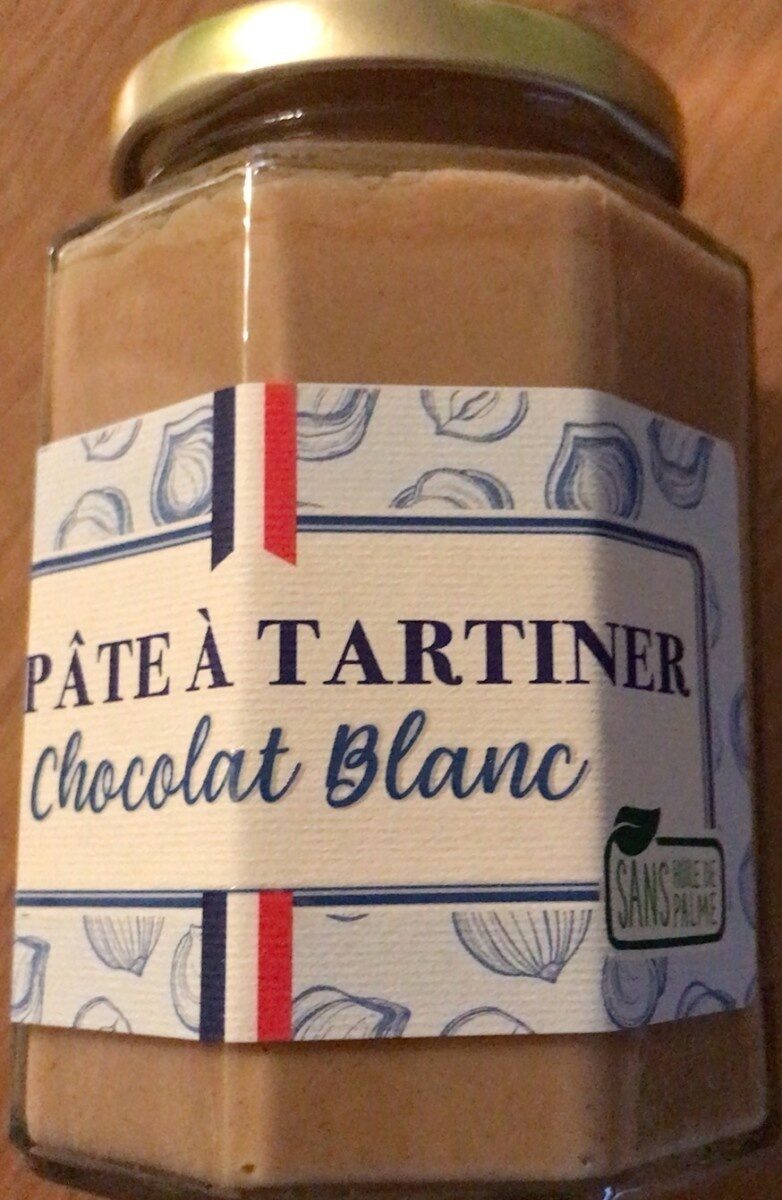 PÂTE À TARTINER
Chocolat Blanc
SANS HUILE DE
PALME